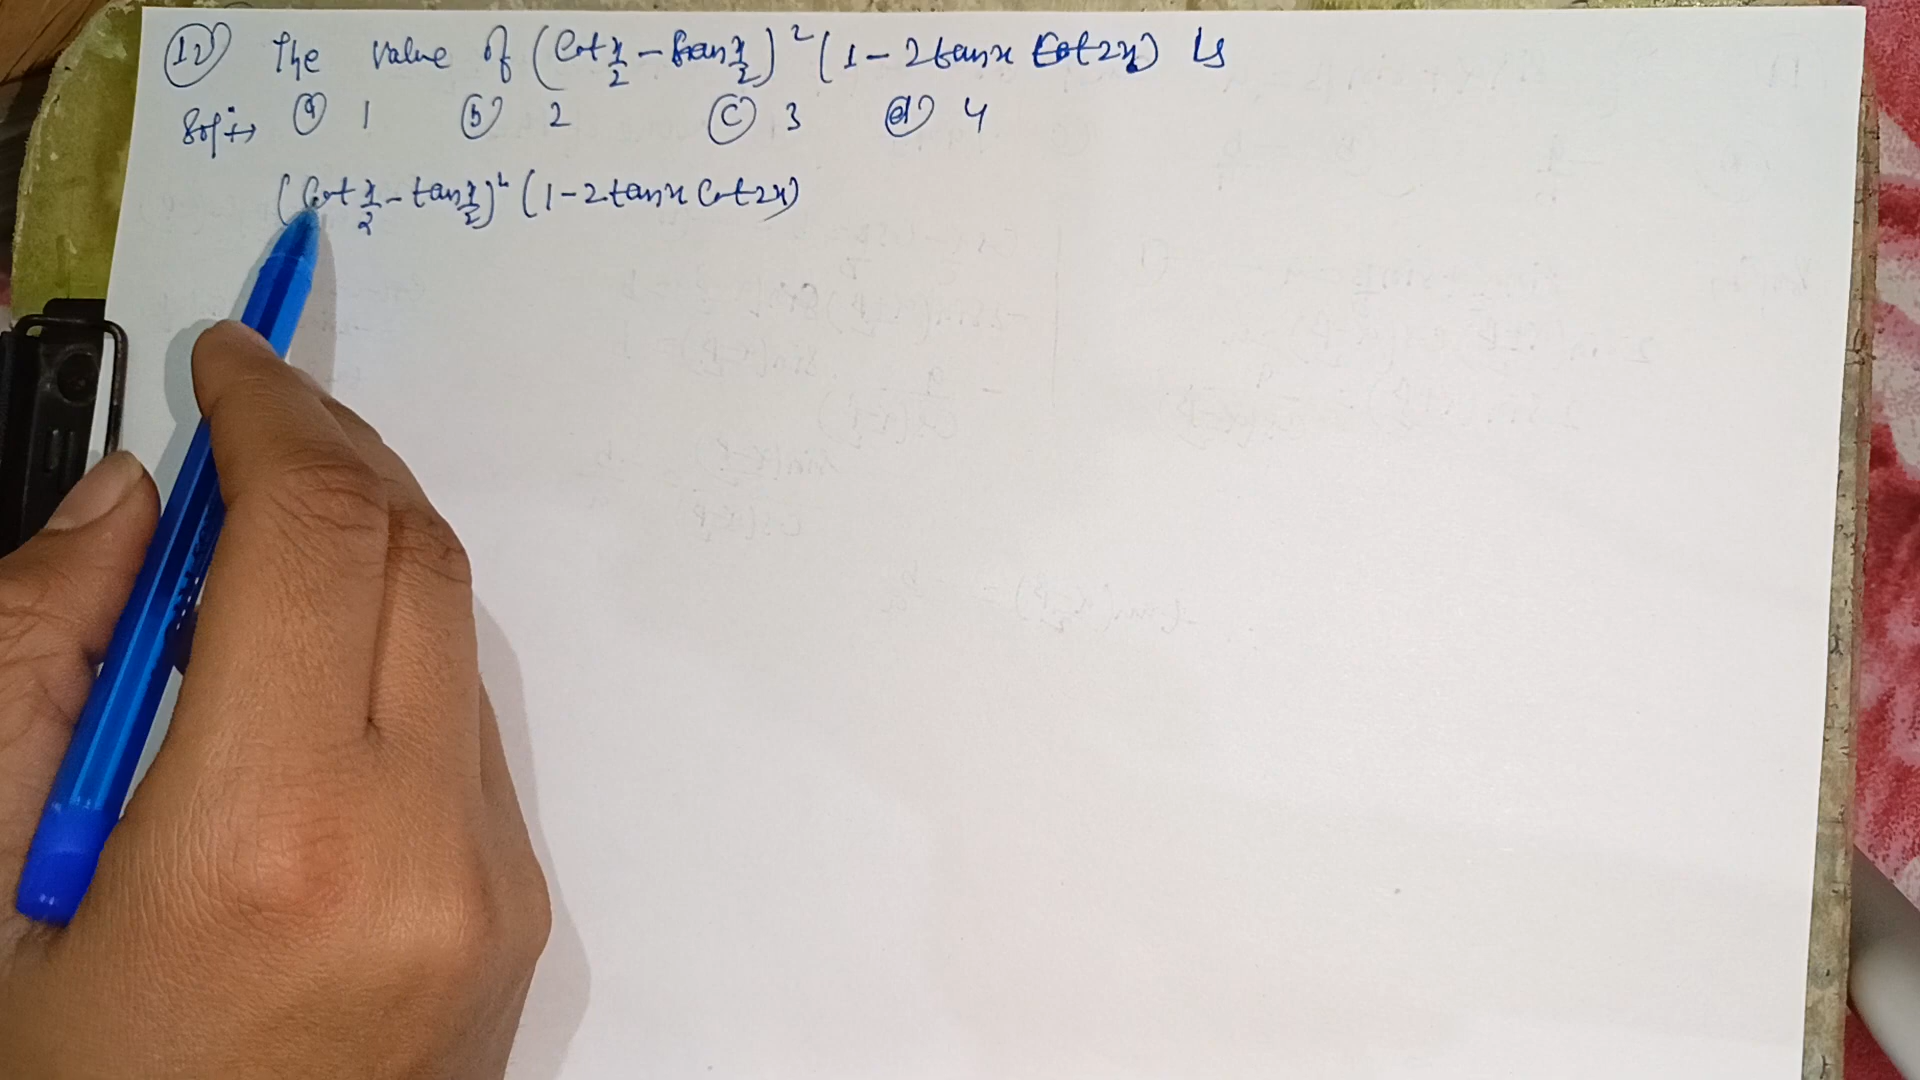 (12) The value of (Cot x/2 - tan x/2)² (1 - 2tanx Cot2x) is
Sol:→ (a) 1 (b) 2 (c) 3 (d) 4
(Cot x/2 - tan x/2)² (1 - 2tanx Cot2x)